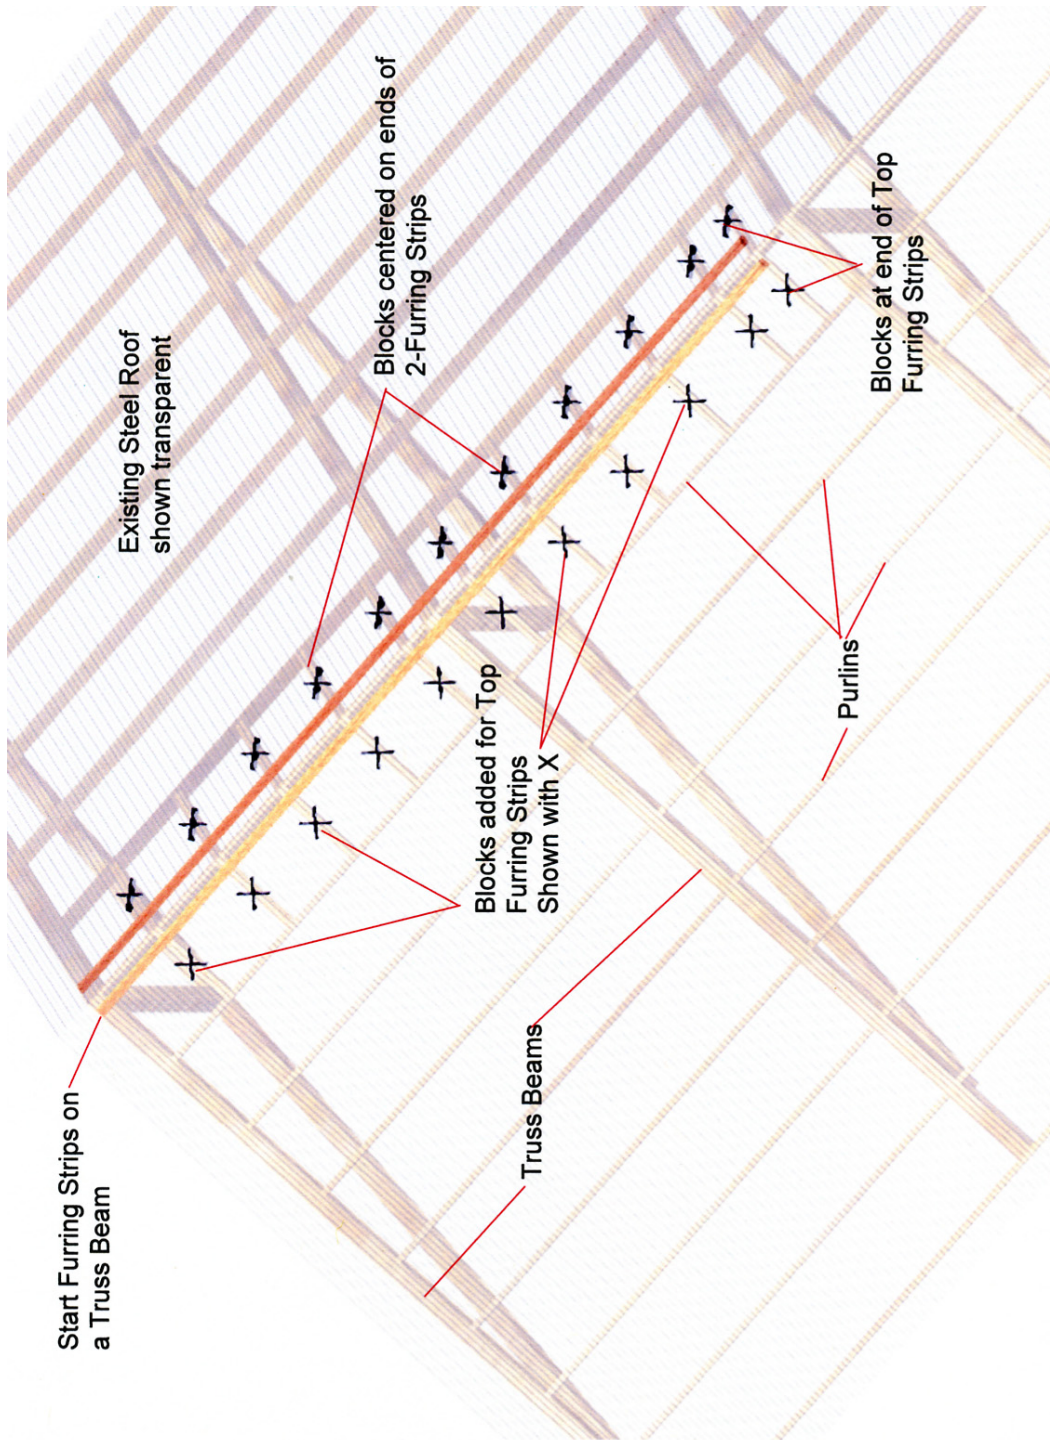 Existing Steel Roof
shown transparent
Blocks centered on ends of
2-Furring Strips
Start Furring Strips on
a Truss Beam
Blocks added for Top
Furring Strips
Shown with X
Blocks at end of Top
Furring Strips
Truss Beams
Purlins